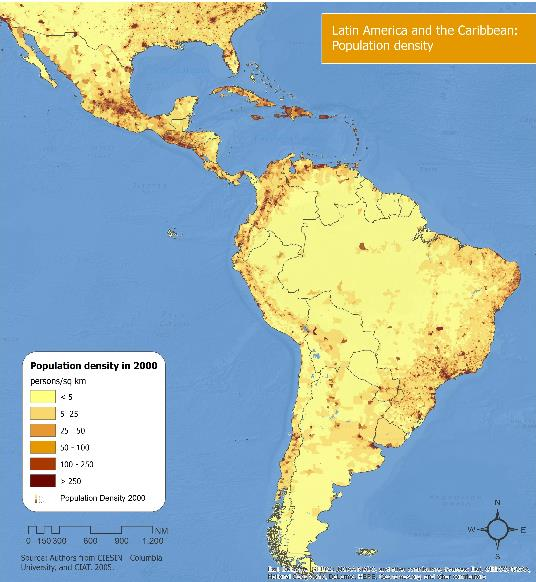 Latin America and the Caribbean:
Population density
Population density in 2000
persons/sq km
< 5
5 25
25 50
50 - 100
100 - 250
> 250
Population Density 2000
NM
0 150 300 600 900 1.200
Source: Authors from CIESIN Columbia
University, and CIAT. 2005.
N
W E
S